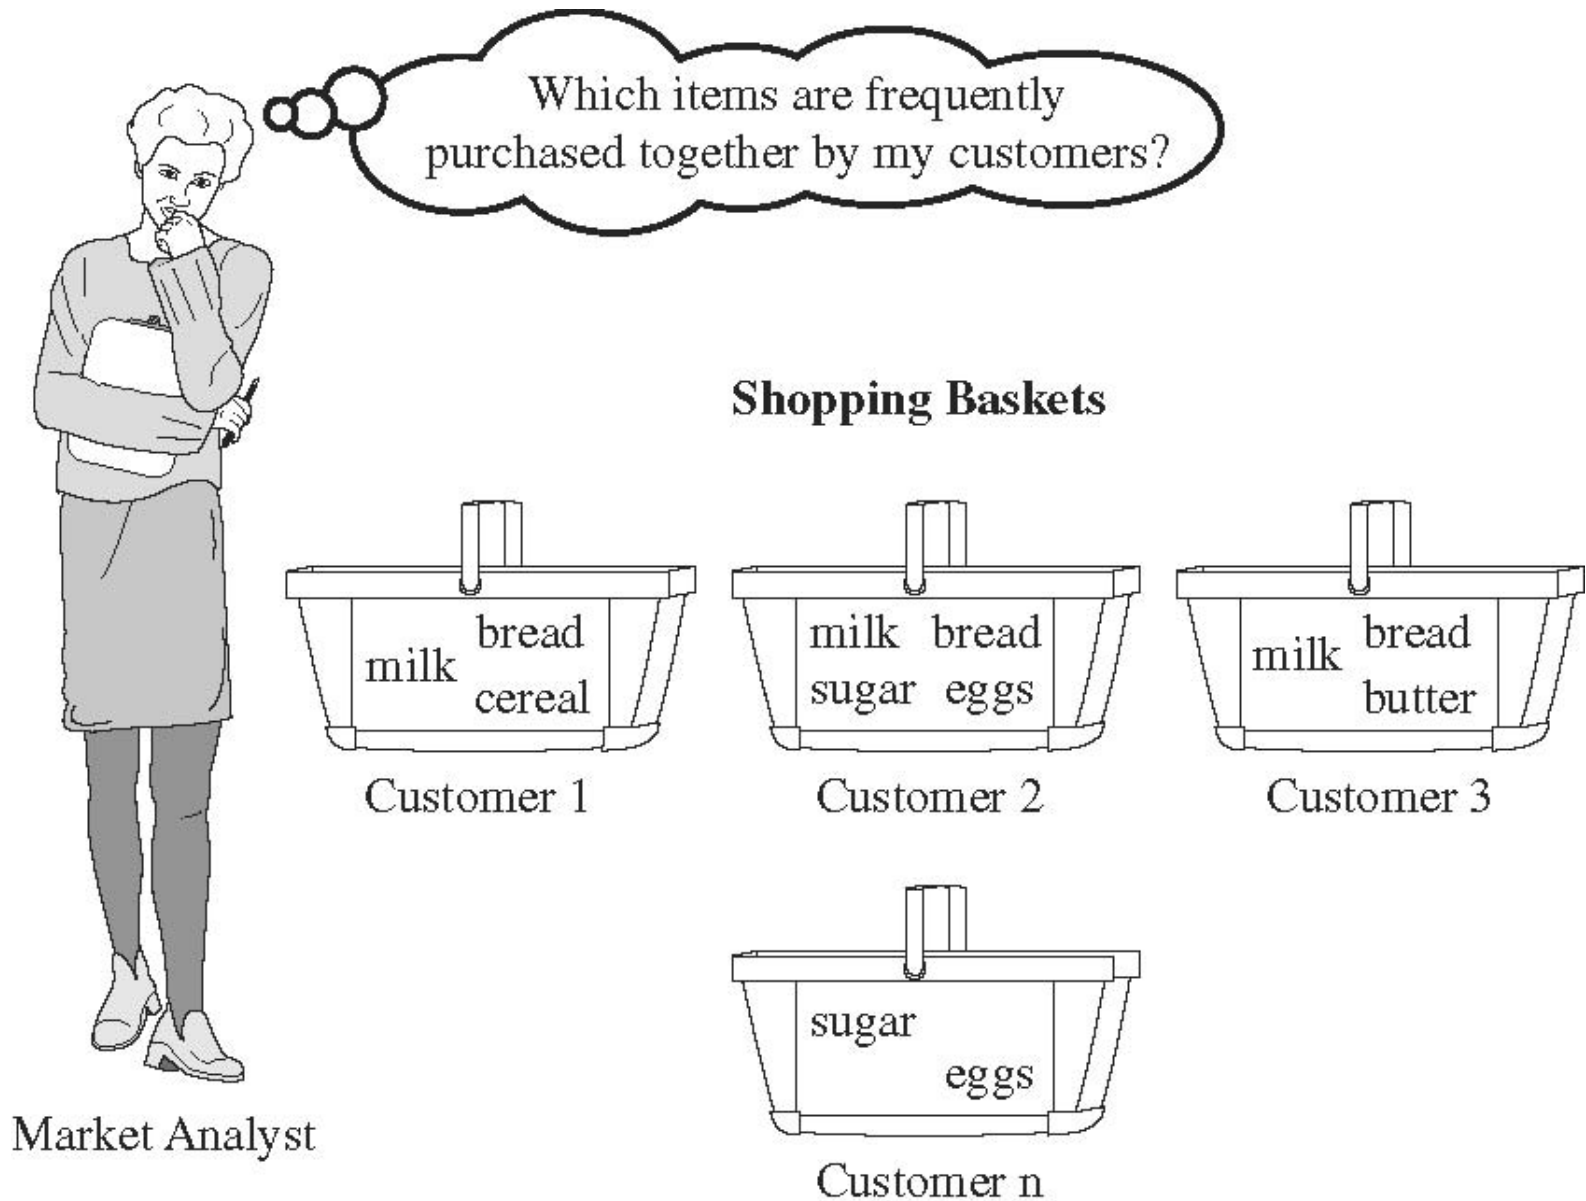 Which items are frequently
purchased together by my customers?
Shopping Baskets
milk
bread
cereal
Customer 1
milk bread
sugar eggs
Customer 2
milk
bread
butter
Customer 3
sugar
eggs
Customer n
Market Analyst